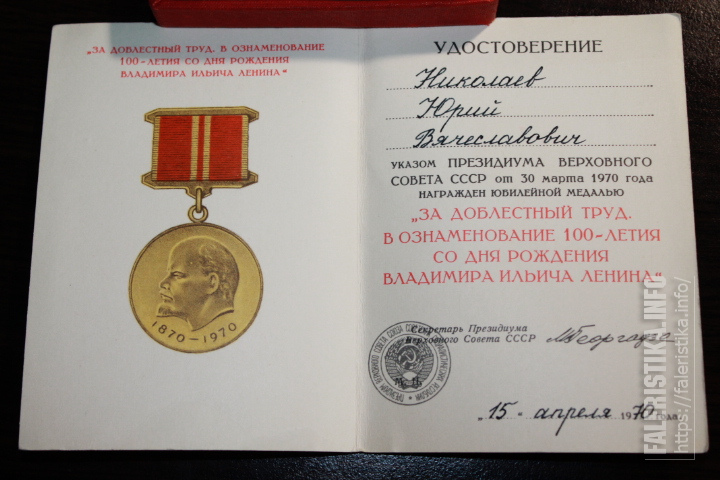 „ЗА ДОБЛЕСТНЫЙ ТРУД. В ОЗНАМЕНОВАНИЕ
100-ЛЕТИЯ СО ДНЯ РОЖДЕНИЯ
ВЛАДИМИРА ИЛЬИЧА ЛЕНИНА“
1870-1970
УДОСТОВЕРЕНИЕ
Николаев
Юрий
Вячеславович
УКАЗОМ ПРЕЗИДИУМА ВЕРХОВНОГО
СОВЕТА СССР от 30 марта 1970 года
НАГРАЖДЕН ЮБИЛЕЙНОЙ МЕДАЛЬЮ
„ЗА ДОБЛЕСТНЫЙ ТРУД.
В ОЗНАМЕНОВАНИЕ 100-ЛЕТИЯ
СО ДНЯ РОЖДЕНИЯ
ВЛАДИМИРА ИЛЬИЧА ЛЕНИНА“
Секретарь Президиума
Верховного Совета СССР
М Георгадзе
„15“ апреля 1970 года
FALERISTIKA.INFO
https://faleristika.info/